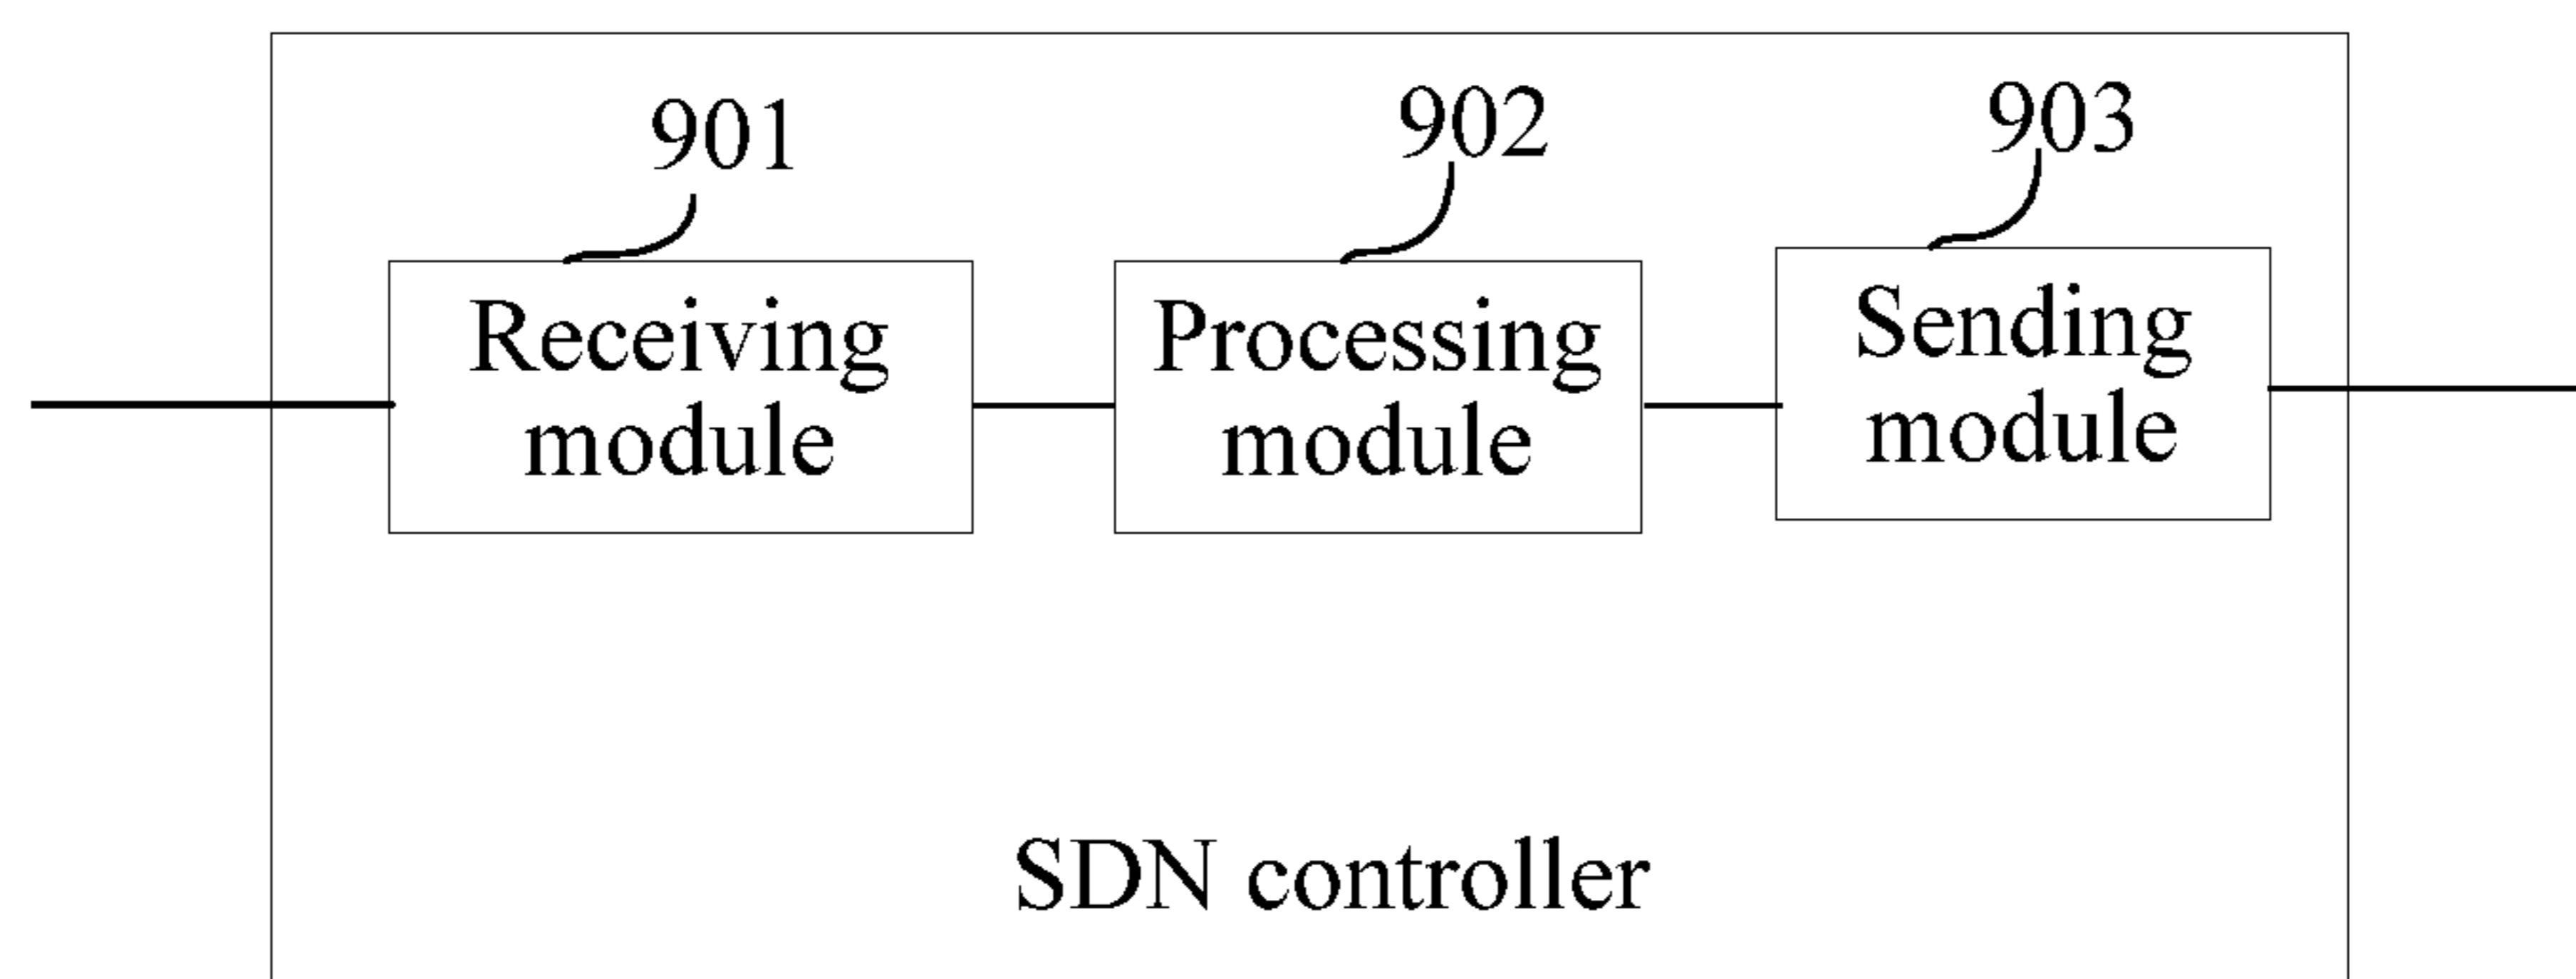 901
902
903
Receiving
module
Processing
module
Sending
module
SDN controller